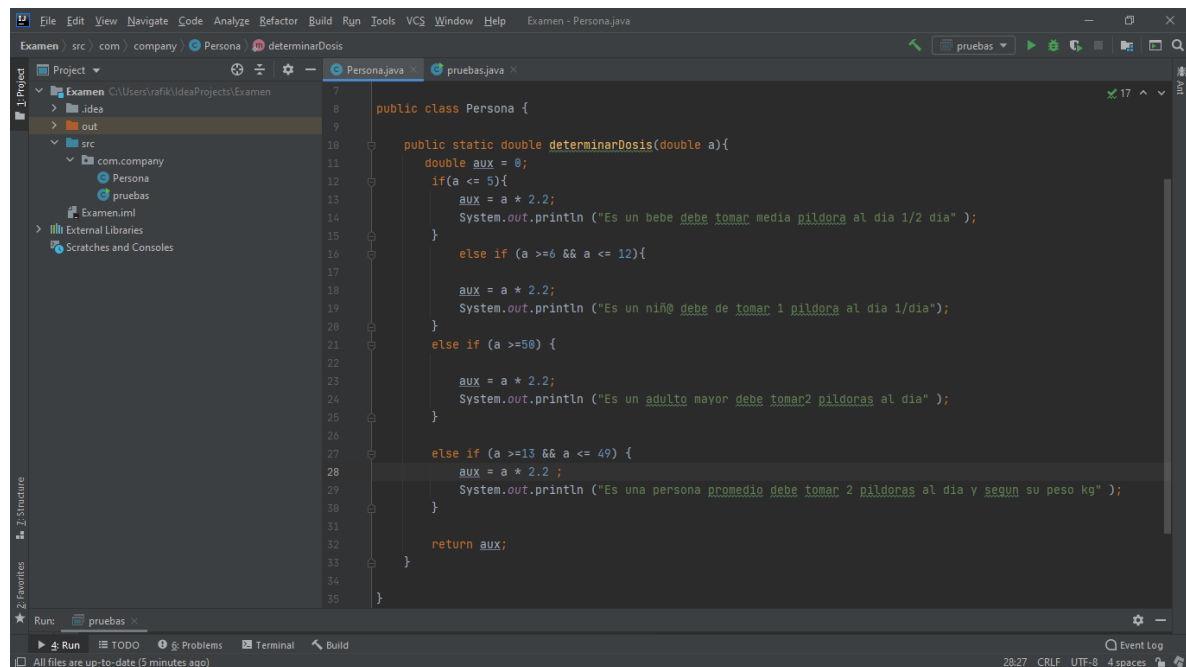 File Edit View Navigate Code Analyze Refactor Build Run Tools VCS Window Help Examen - Persona.java
Examen src com company Persona determinarDosis pruebas
1: Project
Project
Persona.java
pruebas.java
Ant
Examen C:\Users\rafik\IdeaProjects\Examen
.idea
out
src
com.company
Persona
pruebas
Examen.iml
External Libraries
Scratches and Consoles
17
7
8 public class Persona {
9
10 public static double determinarDosis(double a){
11 double aux = 0;
12 if(a <= 5){
13 aux = a * 2.2;
14 System.out.println ("Es un bebe debe tomar media pildora al dia 1/2 dia" );
15 }
16 else if (a >=6 && a <= 12){
17
18 aux = a * 2.2;
19 System.out.println ("Es un niñ@ debe de tomar 1 pildora al dia 1/dia");
20 }
21 else if (a >=50) {
22
23 aux = a * 2.2;
24 System.out.println ("Es un adulto mayor debe tomar2 pildoras al dia" );
25 }
26
27 else if (a >=13 && a <= 49) {
28 aux = a * 2.2 ;
29 System.out.println ("Es una persona promedio debe tomar 2 pildoras al dia y segun su peso kg" );
30 }
31
32 return aux;
33 }
34
35 }
Z: Structure
2: Favorites
Run: pruebas
4: Run TODO 6: Problems Terminal Build Event Log
All files are up-to-date (5 minutes ago) 28:27 CRLF UTF-8 4 spaces